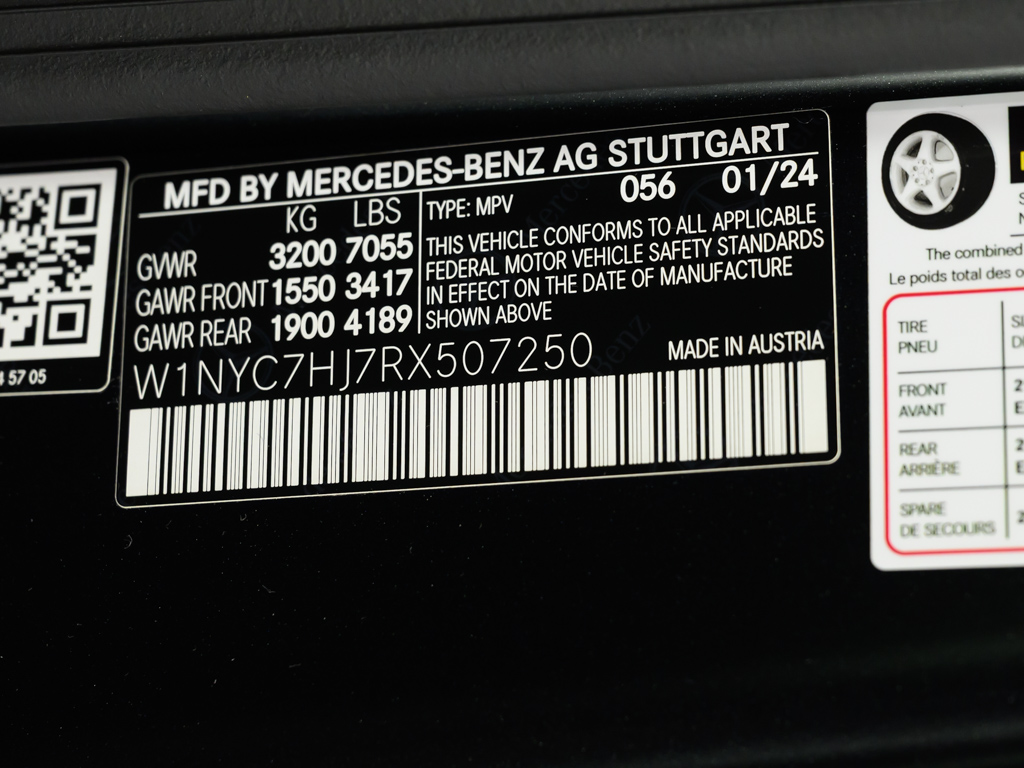 MFD BY MERCEDES-BENZ AG STUTTGART
KG LBS
GVWR 3200 7055
GAWR FRONT 1550 3417
GAWR REAR 1900 4189
TYPE: MPV 056 01/24
THIS VEHICLE CONFORMS TO ALL APPLICABLE
FEDERAL MOTOR VEHICLE SAFETY STANDARDS
IN EFFECT ON THE DATE OF MANUFACTURE
SHOWN ABOVE
W1NYC7HJ7RX507250
MADE IN AUSTRIA
5 7 05
The combined
Le poids total des
TIRE
PNEU
FRONT
AVANT
REAR
ARRIÈRE
SPARE
DE SECOURS